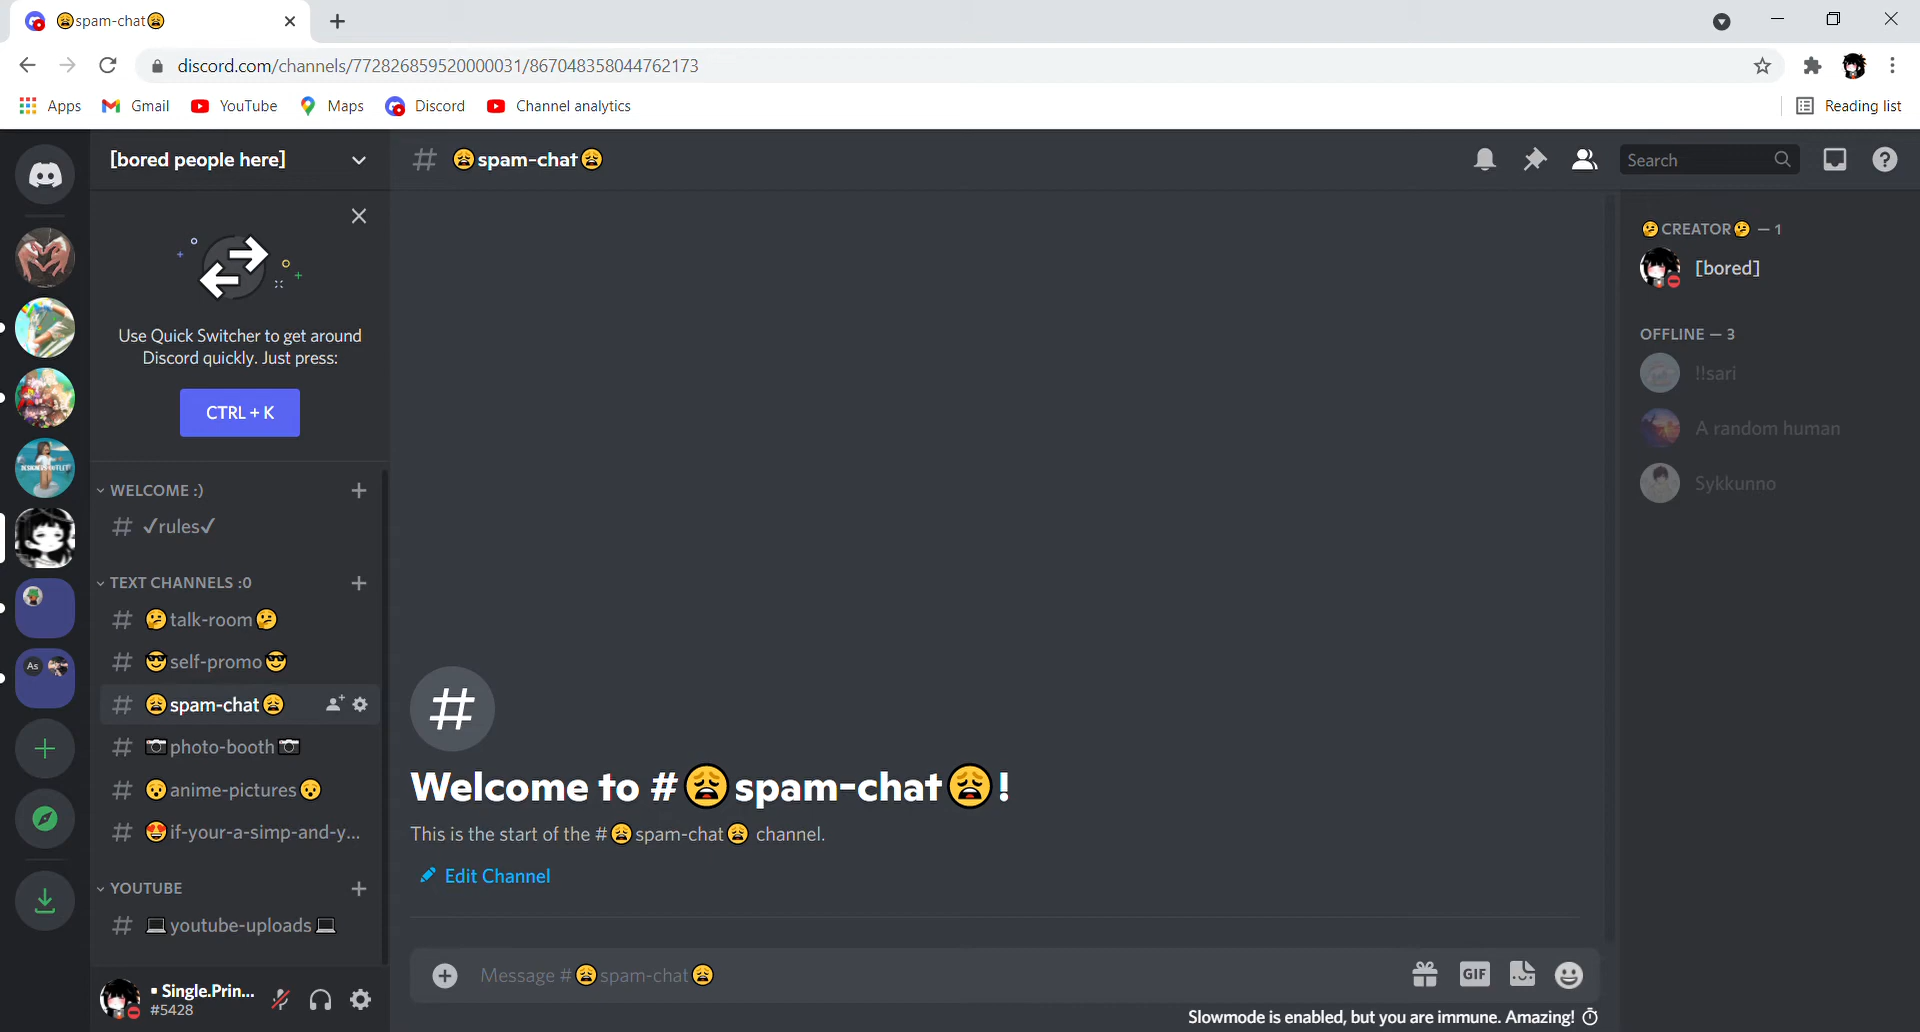 😩spam-chat😩
discord.com/channels/772826859520000031/867048358044762173
Apps Gmail YouTube Maps Discord Channel analytics Reading list
[bored people here]
# 😩spam-chat😩
Search
Use Quick Switcher to get around
Discord quickly. Just press:
CTRL + K
WELCOME :)
# ✓rules✓
TEXT CHANNELS :0
# 🤔talk-room🤔
# 😎self-promo😎
# 😩spam-chat😩
# 📷photo-booth📷
# 😯anime-pictures😯
# 😍if-your-a-simp-and-y...
YOUTUBE
# 💻youtube-uploads💻
▪ Single.Prin...
#5428
As
#
Welcome to #😩spam-chat😩!
This is the start of the #😩spam-chat😩 channel.
Edit Channel
Message #😩spam-chat😩
GIF
Slowmode is enabled, but you are immune. Amazing!
🤔CREATOR🤔 — 1
[bored]
OFFLINE — 3
!!sari
A random human
Sykkunno